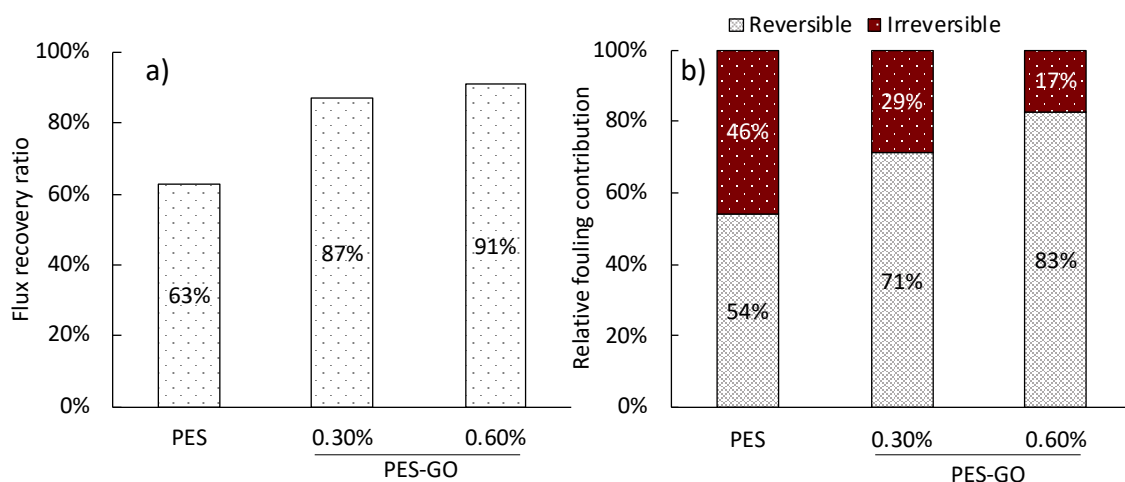 a)
Flux recovery ratio
100%
80%
60%
40%
20%
0%
63%
87%
91%
PES
0.30%
0.60%
PES-GO
Reversible
Irreversible
b)
Relative fouling contribution
100%
80%
60%
40%
20%
0%
46%
29%
17%
54%
71%
83%
PES
0.30%
0.60%
PES-GO